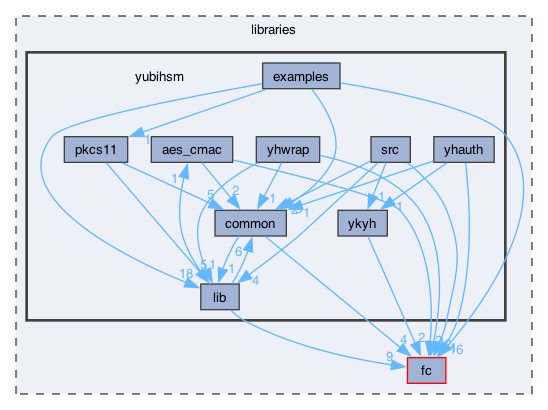 libraries
yubihsm
examples
1
pkcs11
aes_cmac
yhwrap
src
yhauth
1
5
2
1
1
1
common
ykyh
6
1
5
1
18
4
lib
4
2
9
6
fc